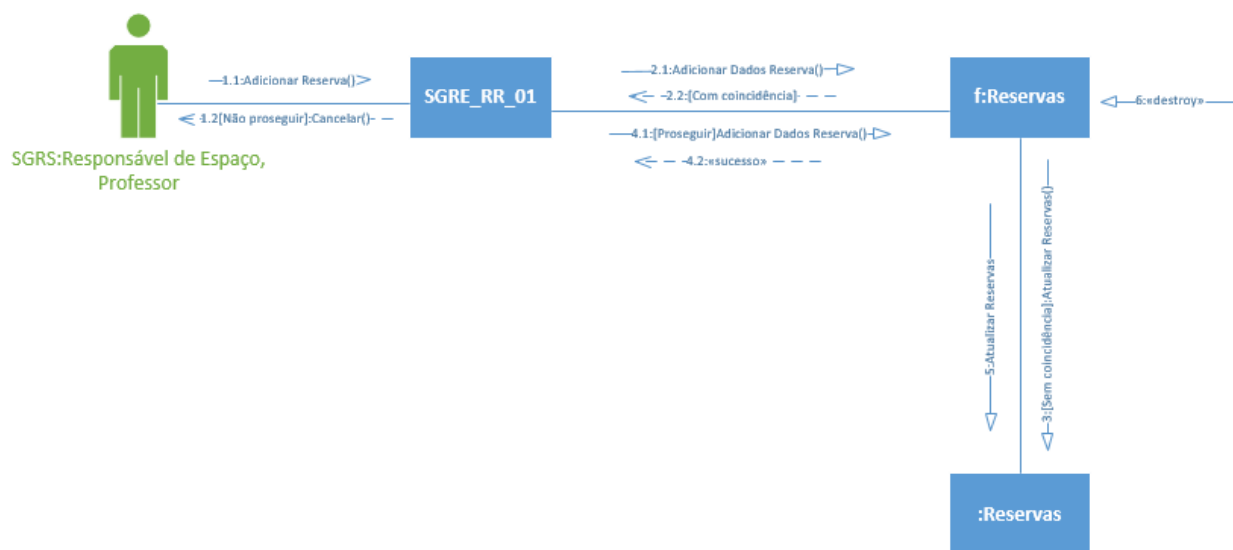 1.1:Adicionar Reserva()
1.2[Não proseguir]:Cancelar()
SGRS:Responsável de Espaço,
Professor
SGRE_RR_01
2.1:Adicionar Dados Reserva()
2.2:[Com coincidência]
4.1:[Proseguir]Adicionar Dados Reserva()
4.2:«sucesso»
f:Reservas
6:«destroy»
5:Atualizar Reservas
3:[Sem coincidência]:Atualizar Reservas()
:Reservas